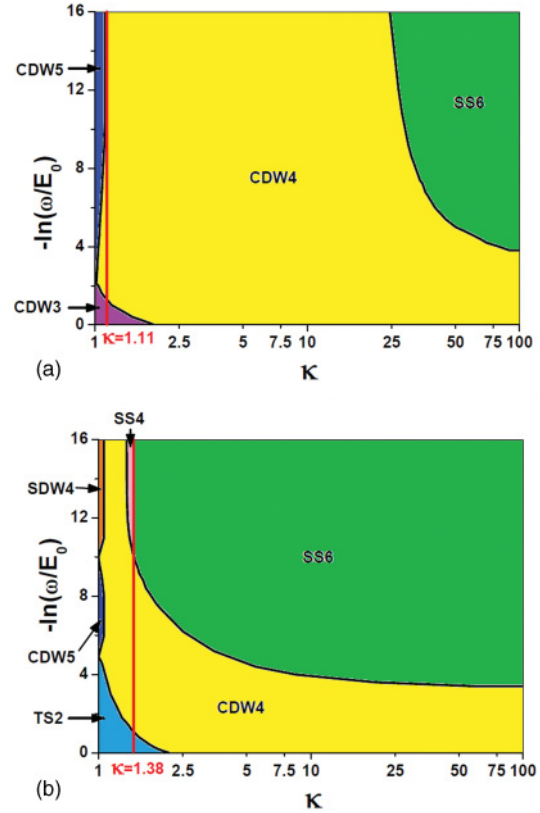 16
CDW5
12
SS6
-ln(ω/E₀)
8
CDW4
4
CDW3
0
1 κ=1.11 2.5 5 7.5 10 25 50 75 100
(a) κ
SS4
16
SDW4
12
SS6
-ln(ω/E₀)
8
CDW5
4
TS2 CDW4
0
1 κ=1.38 2.5 5 7.5 10 25 50 75 100
(b) κ